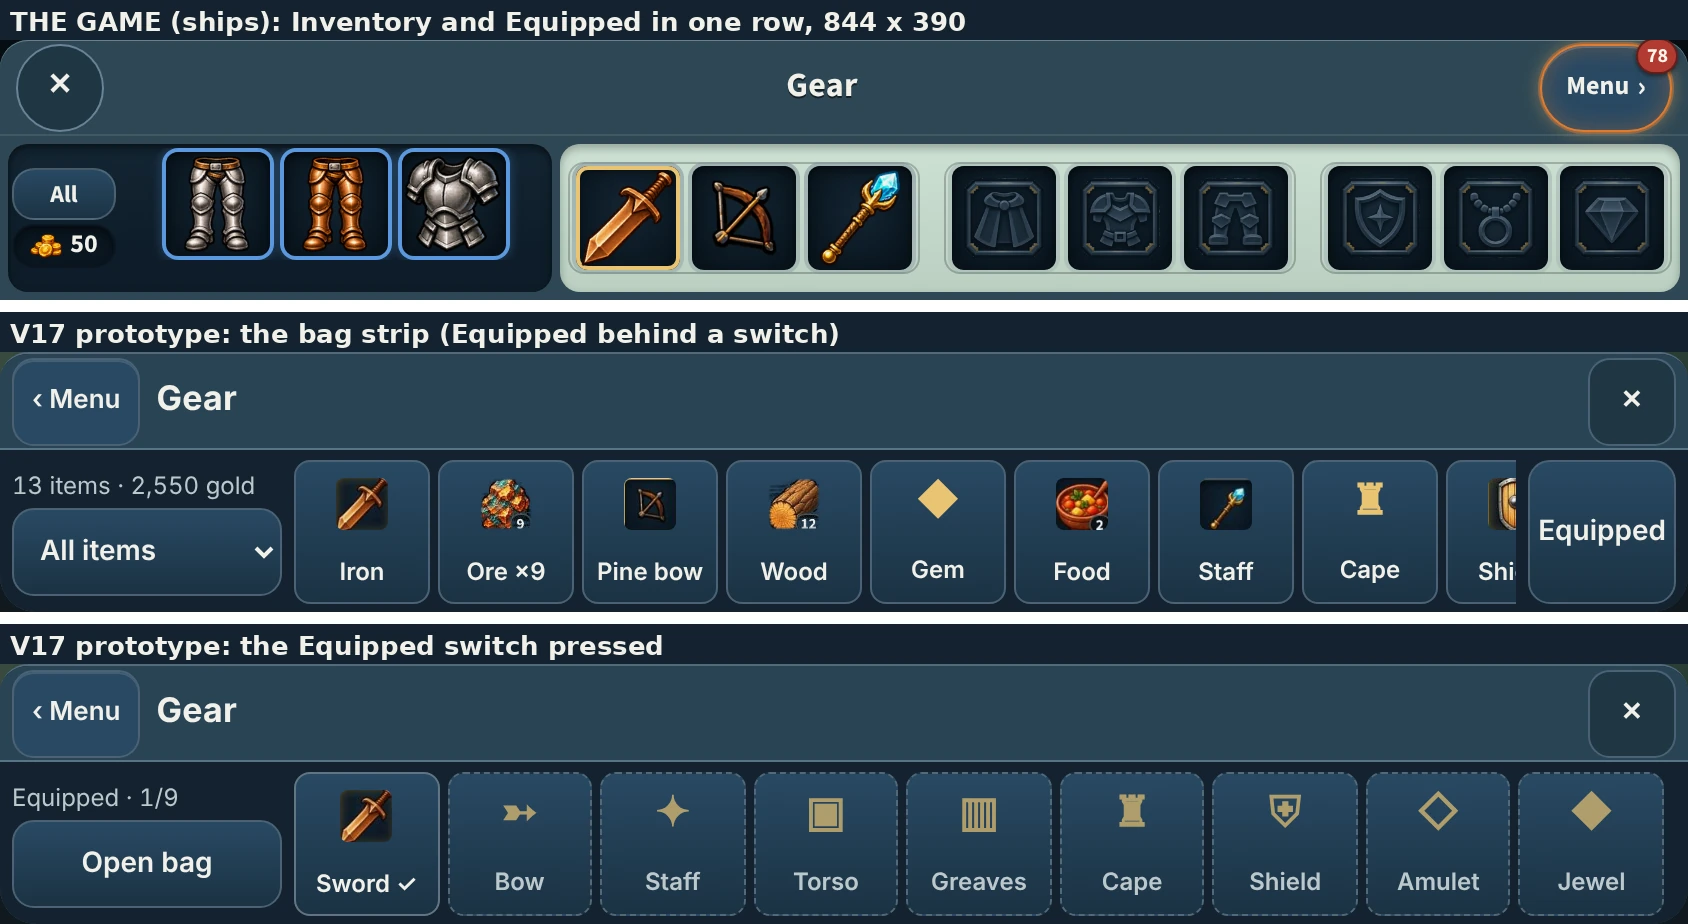 THE GAME (ships): Inventory and Equipped in one row, 844 x 390
× Gear Menu › 78
All
50
V17 prototype: the bag strip (Equipped behind a switch)
‹ Menu Gear ×
13 items · 2,550 gold
All items
9 12 2
Iron Ore ×9 Pine bow Wood Gem Food Staff Cape Shi Equipped
V17 prototype: the Equipped switch pressed
‹ Menu Gear ×
Equipped · 1/9
Open bag
Sword ✓ Bow Staff Torso Greaves Cape Shield Amulet Jewel